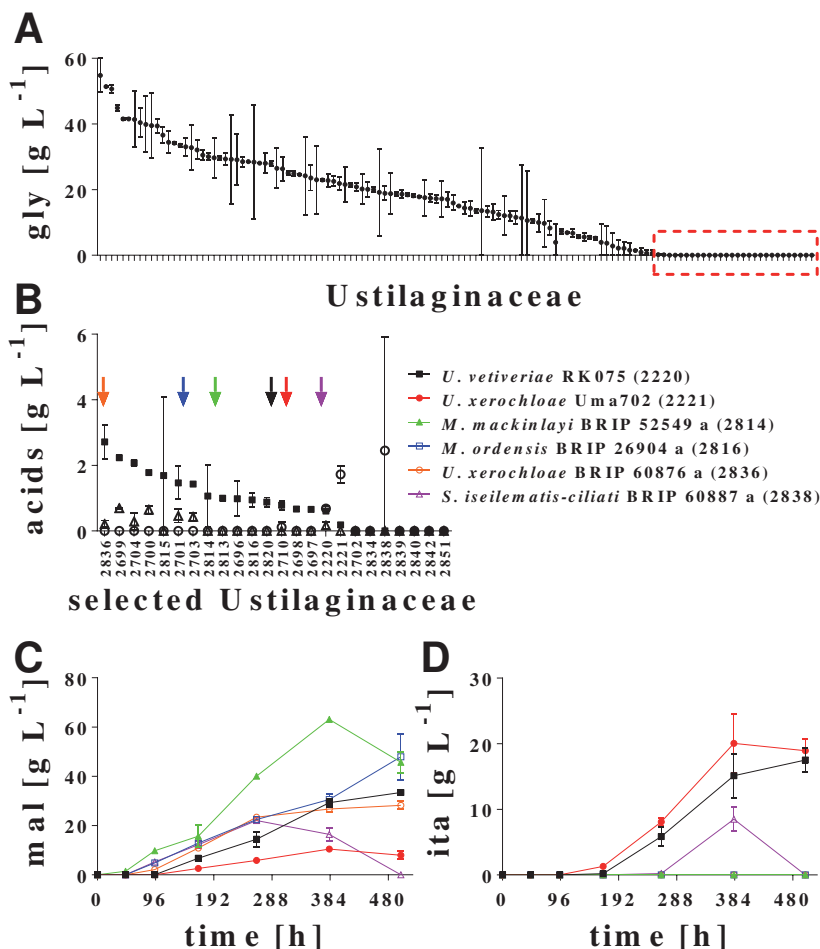 A
gly [g L⁻¹]
60
40
20
0
Ustilaginaceae
B
acids [g L⁻¹]
6
4
2
0
2836
2699
2704
2700
2815
2701
2703
2814
2813
2696
2816
2820
2710
2698
2697
2220
2221
2702
2834
2838
2839
2840
2842
2851
selected Ustilaginaceae
U. vetiveriae RK075 (2220)
U. xerochloae Uma702 (2221)
M. mackinlayi BRIP 52549 a (2814)
M. ordensis BRIP 26904 a (2816)
U. xerochloae BRIP 60876 a (2836)
S. iseilematis-ciliati BRIP 60887 a (2838)
C
mal [g L⁻¹]
80
60
40
20
0
0 96 192 288 384 480
time [h]
D
ita [g L⁻¹]
30
20
10
0
0 96 192 288 384 480
time [h]